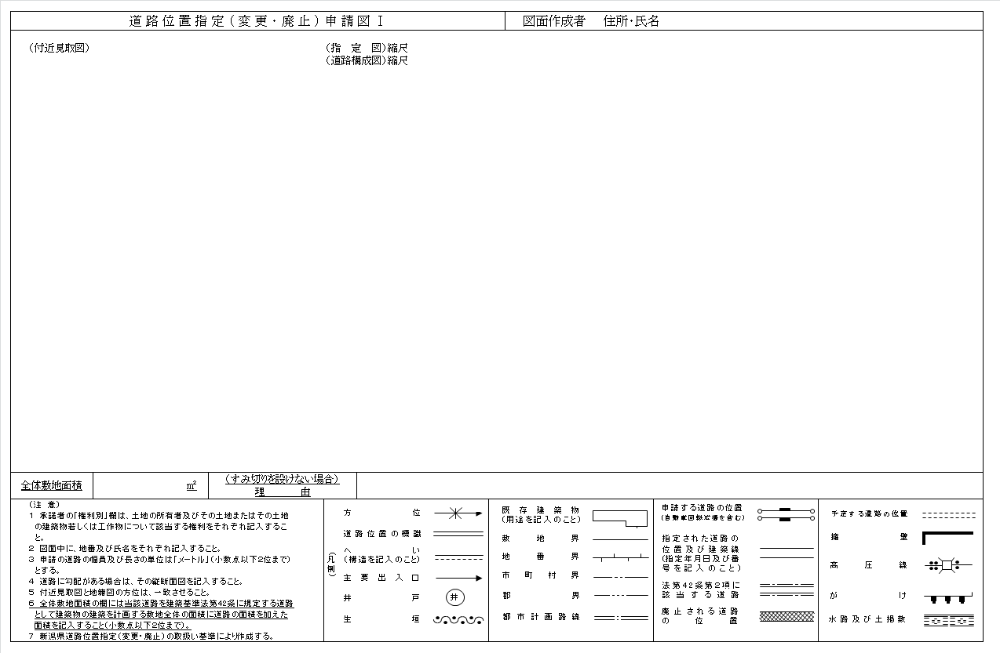 道路位置指定(変更・廃止)申請図Ⅰ
図面作成者 住所・氏名
(付近見取図)
(指 定 図)縮尺
(道路構成図)縮尺
全体敷地面積
㎡
(すみ切りを設けない場合)
理 由
(注 意)
1 承諾者の「権利別」欄は、土地の所有者及びその土地またはその土地
の建築物若しくは工作物について該当する権利をそれぞれ記入するこ
と。
2 図面中に、地番及び氏名をそれぞれ記入すること。
3 申請の道路の幅員及び長さの単位は「メートル」(小数点以下2位まで)
とする。
4 道路に勾配がある場合は、その縦断面図を記入すること。
5 付近見取図と地籍図の方位は、一致させること。
6 全体敷地面積の欄には当該道路を建築基準法第42条に規定する道路
として建築物の建築を計画する敷地全体の面積に道路の面積を加えた
面積を記入すること(小数点以下2位まで)。
7 新潟県道路位置指定(変更・廃止)の取扱い基準により作成する。
(凡例)
方 位
道路位置の標識
へ い
(構造を記入のこと)
主要出入口
井 戸
井
生 垣
既存建築物
(用途を記入のこと)
敷 地 界
地 番 界
市町村界
郡 界
都市計画路線
申請する道路の位置
(自動車回転広場を含む)
指定された道路の
位置及び建築線
(指定年月日及び番
号を記入のこと)
法第42条第2項に
該当する道路
廃止される道路
の 位 置
予定する道路の位置
擁 壁
高 圧 線
が け
水路及び土揚敷